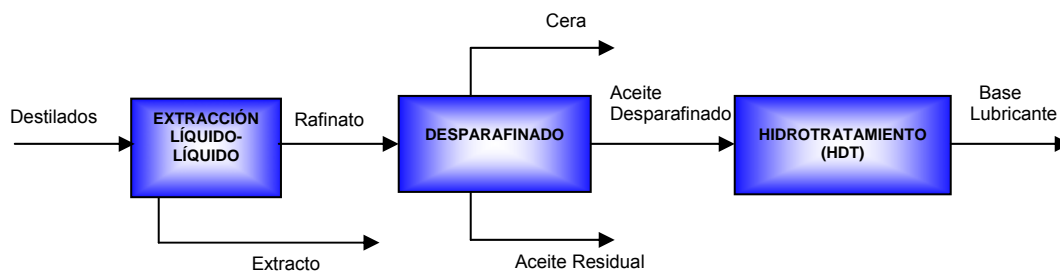 Cera
Destilados
EXTRACCIÓN
LÍQUIDO-
LÍQUIDO
Rafinato
DESPARAFINADO
Aceite
Desparafinado
HIDROTRATAMIENTO
(HDT)
Base
Lubricante
Extracto
Aceite Residual